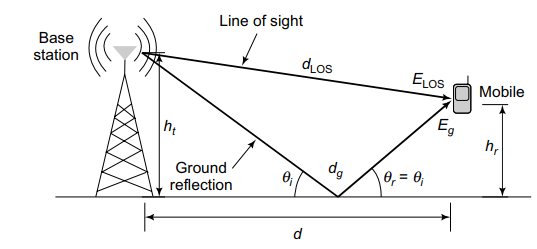 Line of sight
Base
station
d_LOS
E_LOS
Mobile
E_g
h_t
h_r
Ground
reflection
θ_i
d_g
θ_r = θ_i
d